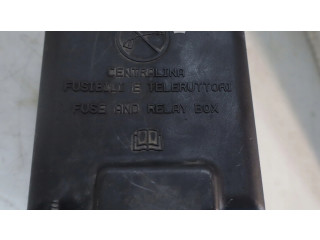 CENTRALINA
FUSIBILI E TELERUTTORI
FUSE AND RELAY BOX